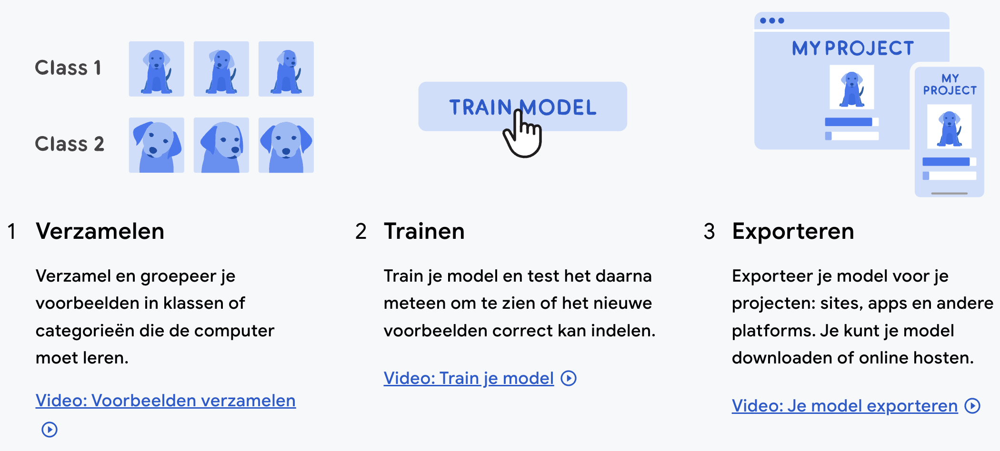 Class 1
Class 2
TRAIN MODEL
MY PROJECT
MY
PROJECT
1 Verzamelen
Verzamel en groepeer je
voorbeelden in klassen of
categorieën die de computer
moet leren.
Video: Voorbeelden verzamelen
2 Trainen
Train je model en test het daarna
meteen om te zien of het nieuwe
voorbeelden correct kan indelen.
Video: Train je model
3 Exporteren
Exporteer je model voor je
projecten: sites, apps en andere
platforms. Je kunt je model
downloaden of online hosten.
Video: Je model exporteren